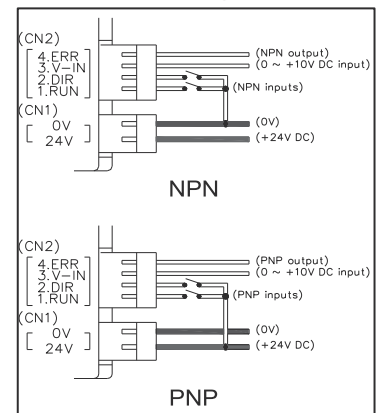 (CN2)
4.ERR
3.V-IN
2.DIR
1.RUN
(NPN output)
(0 ~ +10V DC input)
(NPN inputs)
(CN1)
0V
24V
(0V)
(+24V DC)
NPN
(CN2)
4.ERR
3.V-IN
2.DIR
1.RUN
(PNP output)
(0 ~ +10V DC input)
(PNP inputs)
(CN1)
0V
24V
(0V)
(+24V DC)
PNP